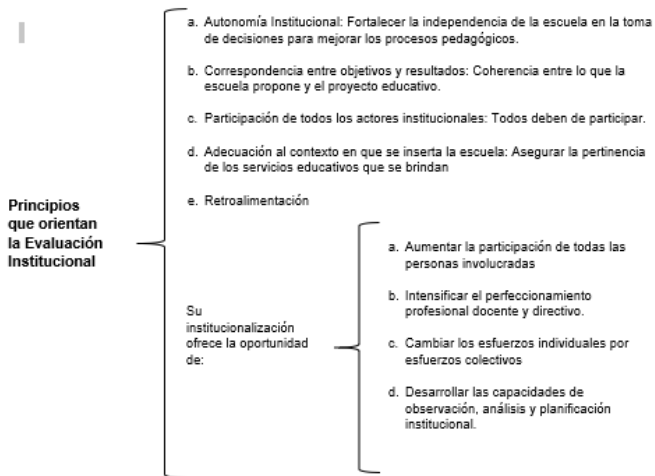 a. Autonomía Institucional: Fortalecer la independencia de la escuela en la toma
de decisiones para mejorar los procesos pedagógicos.
b. Correspondencia entre objetivos y resultados: Coherencia entre lo que la
escuela propone y el proyecto educativo.
c. Participación de todos los actores institucionales: Todos deben de participar.
d. Adecuación al contexto en que se inserta la escuela: Asegurar la pertinencia
de los servicios educativos que se brindan
e. Retroalimentación
Principios
que orientan
la Evaluación
Institucional
Su
institucionalización
ofrece la oportunidad
de:
a. Aumentar la participación de todas las
personas involucradas
b. Intensificar el perfeccionamiento
profesional docente y directivo.
c. Cambiar los esfuerzos individuales por
esfuerzos colectivos
d. Desarrollar las capacidades de
observación, análisis y planificación
institucional.